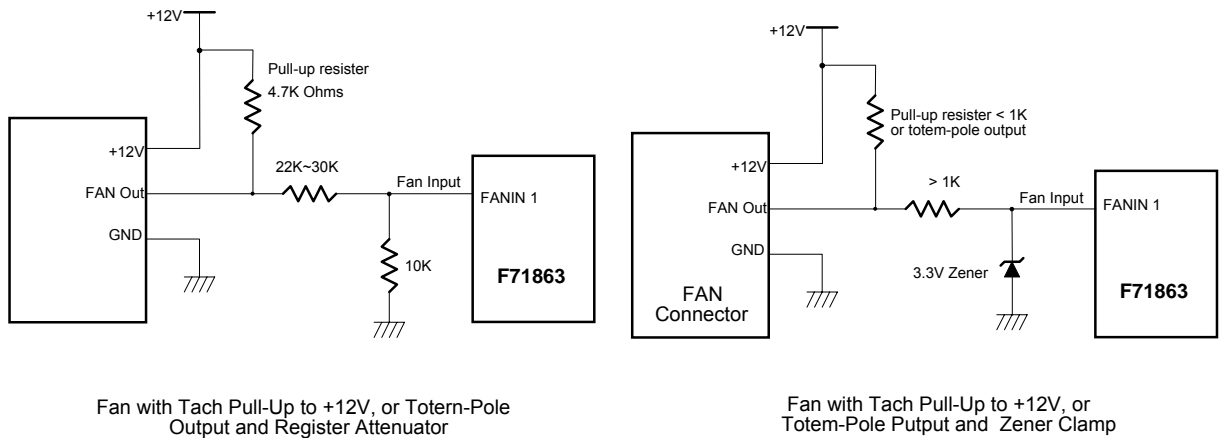 +12V
Pull-up resister
4.7K Ohms
+12V
FAN Out
GND
22K~30K
Fan Input
10K
FANIN 1
F71863
Fan with Tach Pull-Up to +12V, or Totern-Pole
Output and Register Attenuator
+12V
Pull-up resister < 1K
or totem-pole output
+12V
FAN Out
GND
FAN
Connector
> 1K
Fan Input
3.3V Zener
FANIN 1
F71863
Fan with Tach Pull-Up to +12V, or
Totem-Pole Putput and Zener Clamp